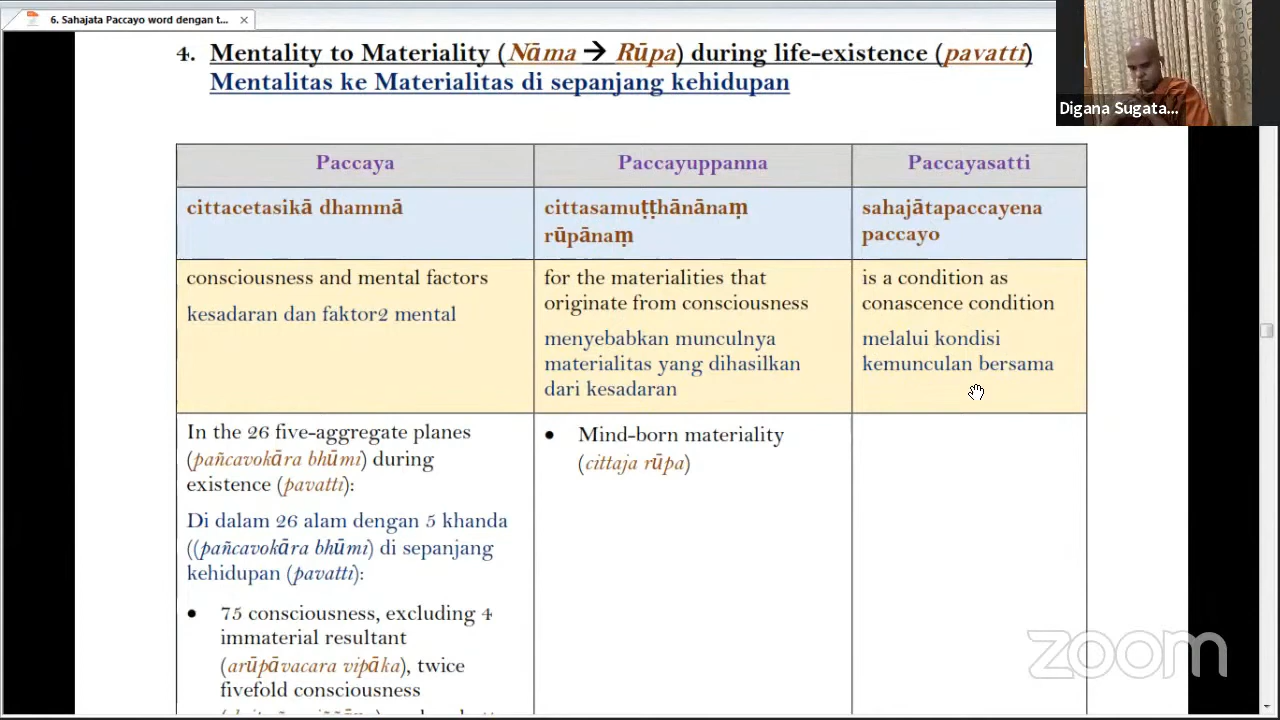 6. Sahajata Paccayo word dengan t...
4. Mentality to Materiality (Nāma → Rūpa) during life-existence (pavatti)
Mentalitas ke Materialitas di sepanjang kehidupan
Digana Sugata...
Paccaya
Paccayuppanna
Paccayasatti
cittacetasikā dhammā
cittasamuṭṭhānānaṃ
rūpānaṃ
sahajātapaccayena
paccayo
consciousness and mental factors
kesadaran dan faktor2 mental
for the materialities that
originate from consciousness
menyebabkan munculnya
materialitas yang dihasilkan
dari kesadaran
is a condition as
conascence condition
melalui kondisi
kemunculan bersama
In the 26 five-aggregate planes
(pañcavokāra bhūmi) during
existence (pavatti):
Di dalam 26 alam dengan 5 khanda
((pañcavokāra bhūmi) di sepanjang
kehidupan (pavatti):
• 75 consciousness, excluding 4
immaterial resultant
(arūpāvacara vipāka), twice
fivefold consciousness
• Mind-born materiality
(cittaja rūpa)
zoom